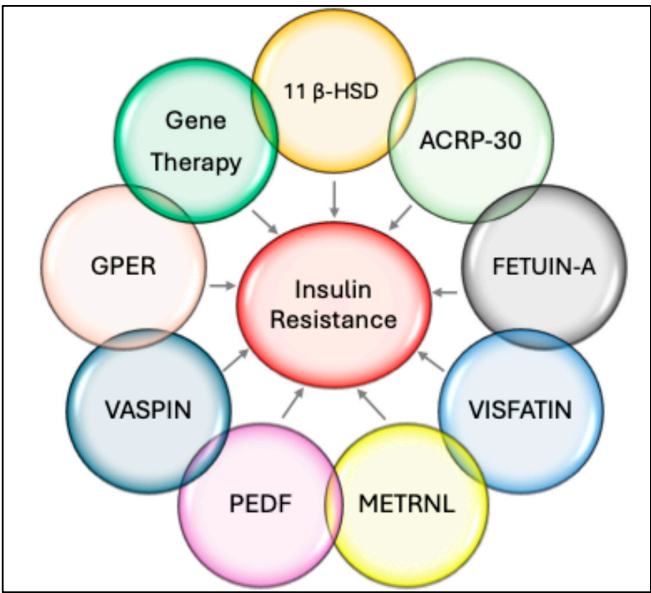 11 β-HSD
ACRP-30
FETUIN-A
VISFATIN
METRNL
PEDF
VASPIN
GPER
Gene
Therapy
Insulin
Resistance